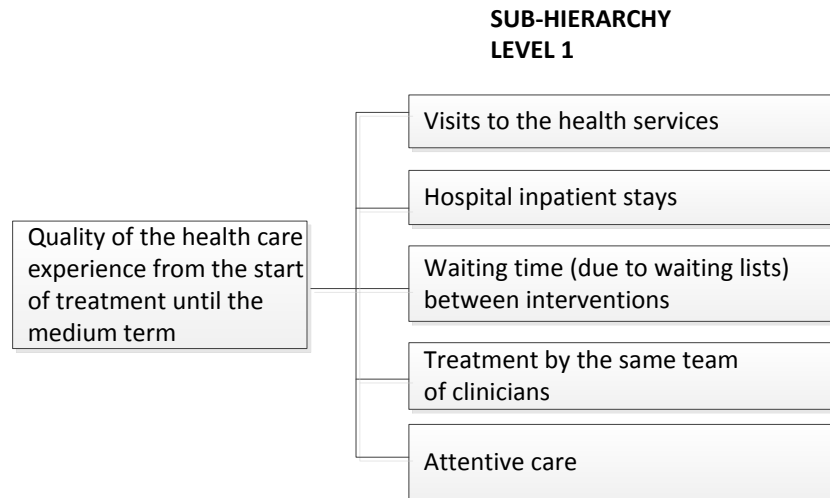 SUB-HIERARCHY
LEVEL 1
Visits to the health services
Hospital inpatient stays
Quality of the health care
experience from the start
of treatment until the
medium term
Waiting time (due to waiting lists)
between interventions
Treatment by the same team
of clinicians
Attentive care